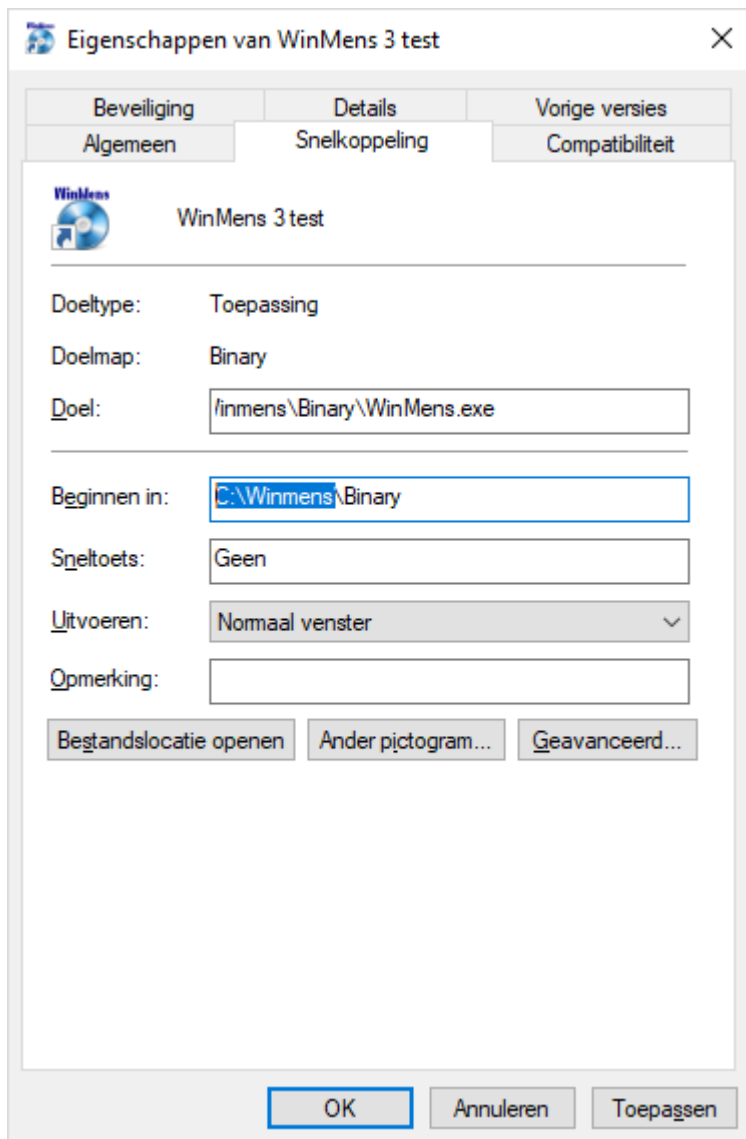 Eigenschappen van WinMens 3 test
Beveiliging Details Vorige versies
Algemeen Snelkoppeling Compatibiliteit
WinMens
WinMens 3 test
Doeltype: Toepassing
Doelmap: Binary
Doel: inmens\Binary\WinMens.exe
Beginnen in: C:\Winmens\Binary
Sneltoets: Geen
Uitvoeren: Normaal venster
Opmerking:
Bestandslocatie openen Ander pictogram... Geavanceerd...
OK Annuleren Toepassen